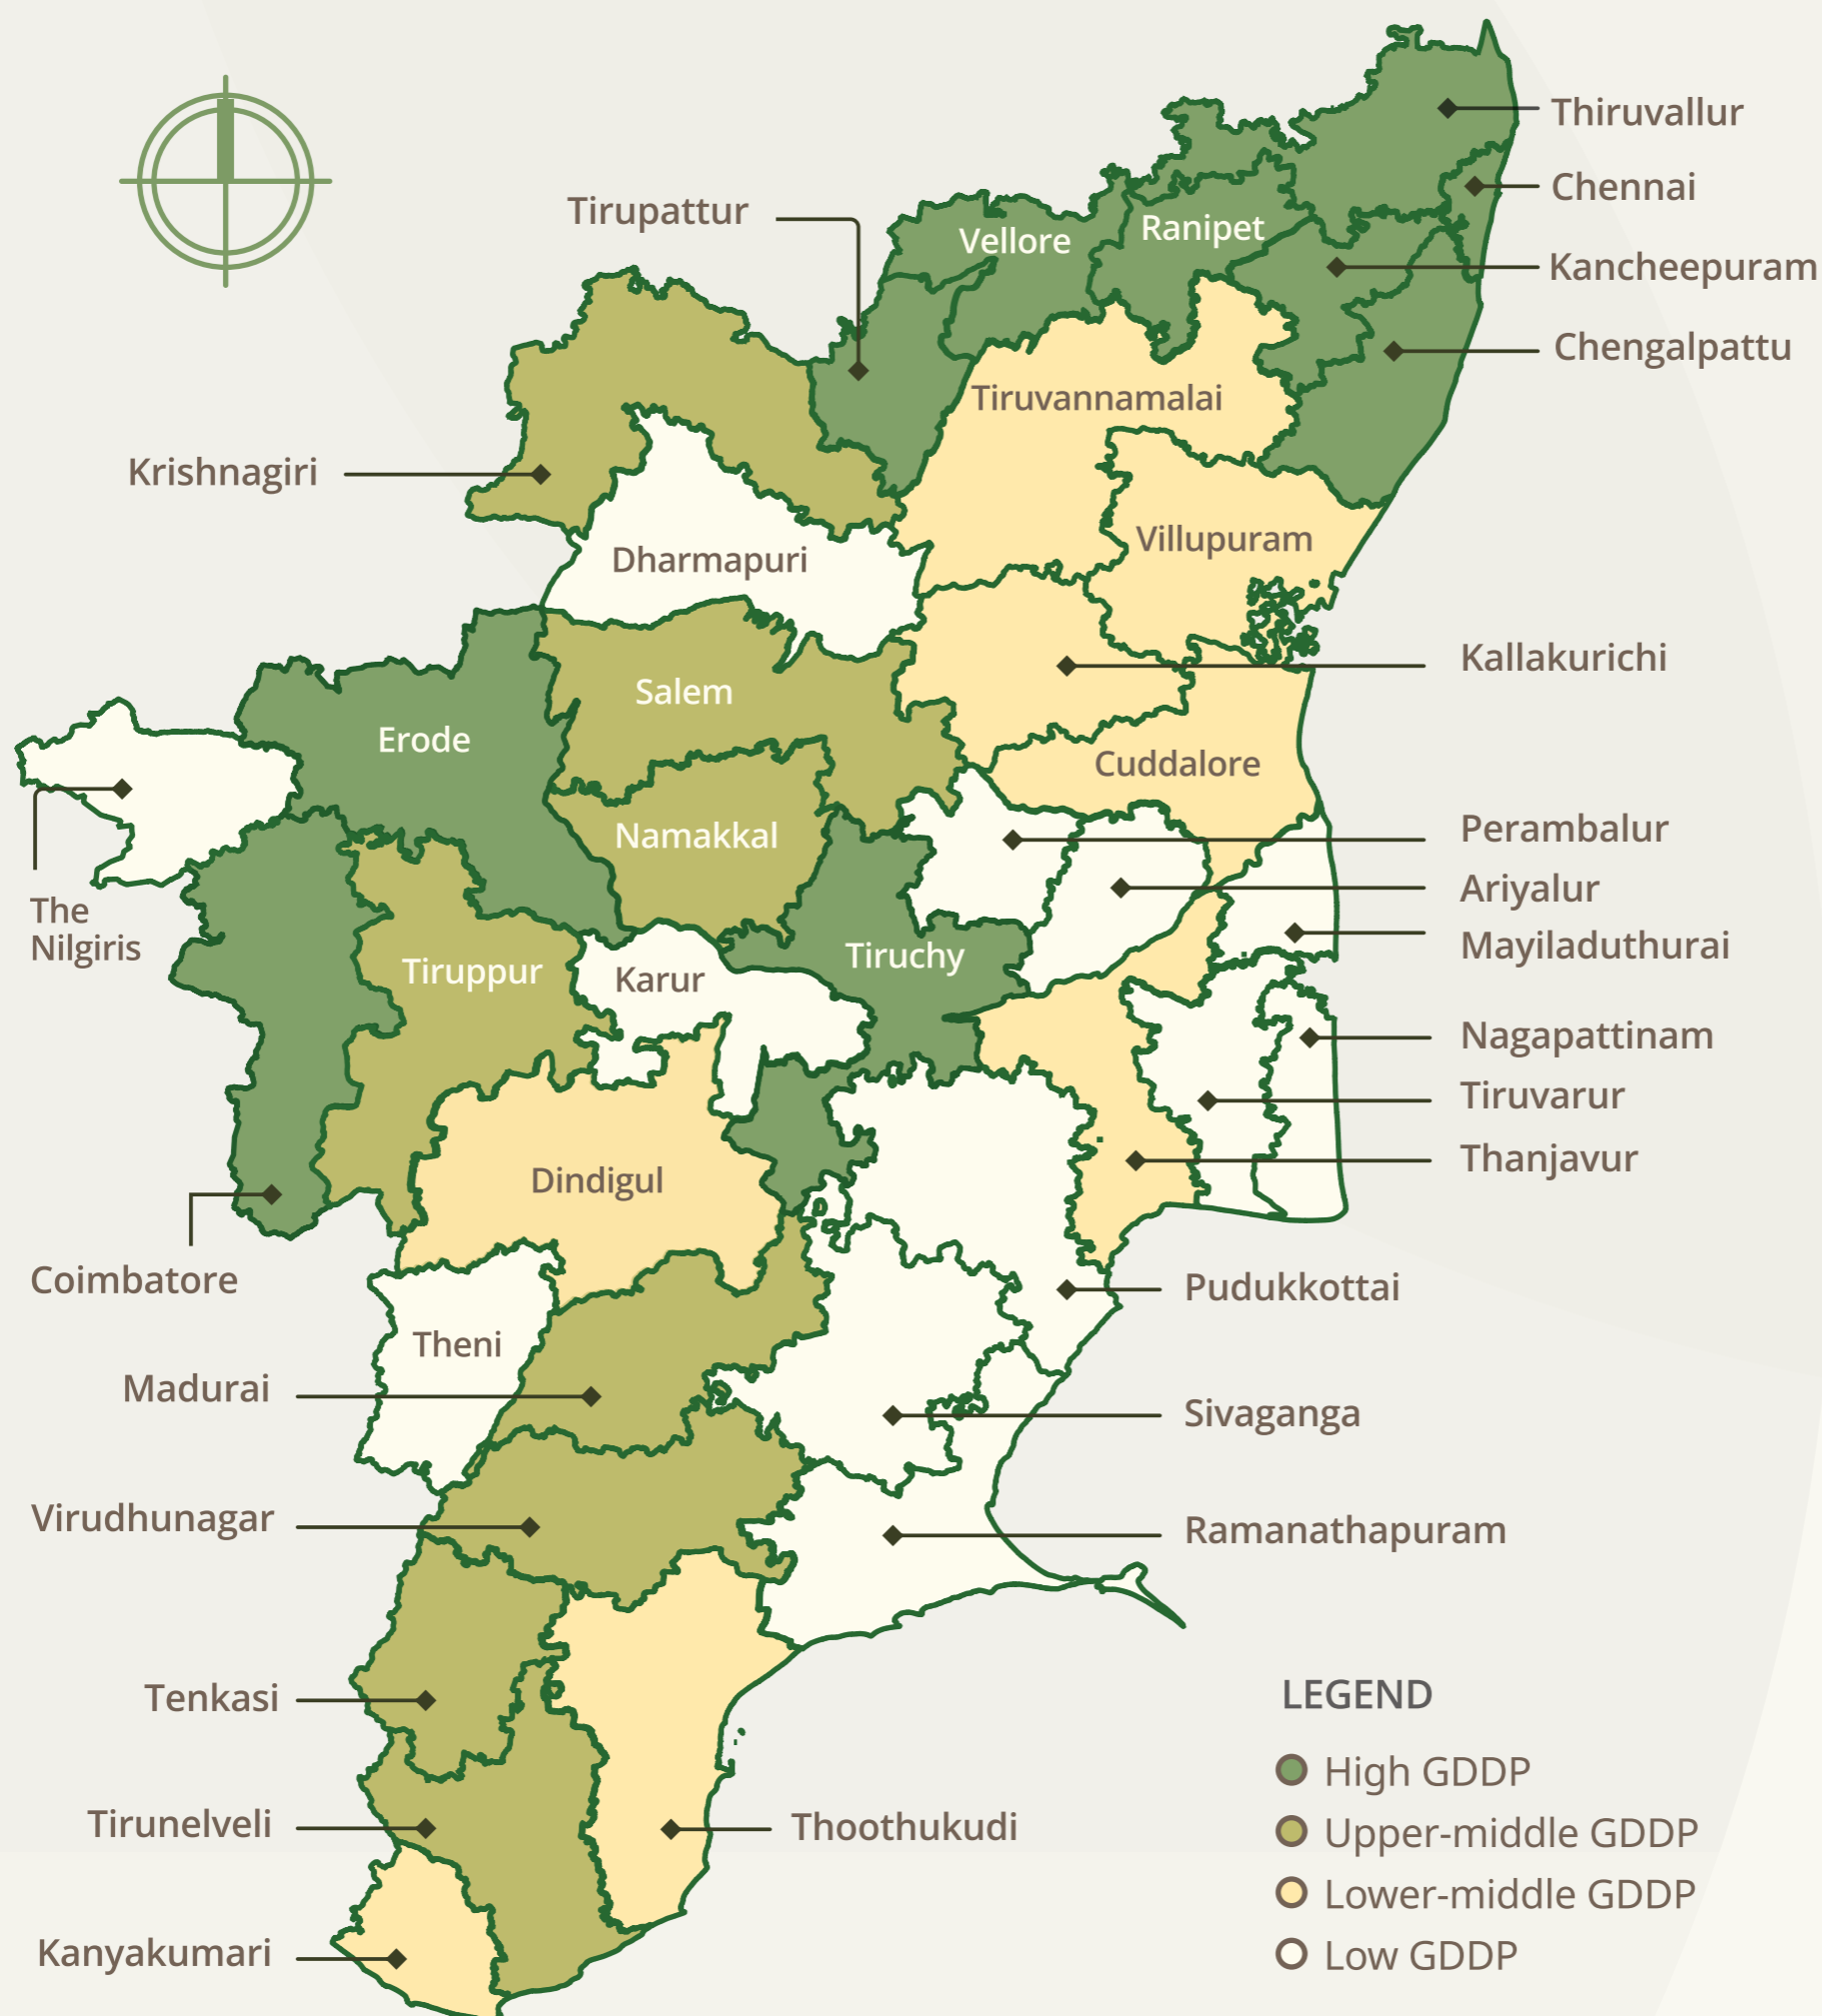 Thiruvallur
Chennai
Tirupattur
Ranipet
Vellore
Kancheepuram
Chengalpattu
Tiruvannamalai
Krishnagiri
Villupuram
Dharmapuri
Kallakurichi
Salem
Erode
Cuddalore
Perambalur
Namakkal
Ariyalur
The
Nilgiris
Mayiladuthurai
Tiruchy
Tiruppur
Karur
Nagapattinam
Tiruvarur
Thanjavur
Dindigul
Coimbatore
Pudukkottai
Theni
Madurai
Sivaganga
Virudhunagar
Ramanathapuram
Tenkasi
Tirunelveli
Thoothukudi
Kanyakumari
LEGEND
High GDDP
Upper-middle GDDP
Lower-middle GDDP
Low GDDP